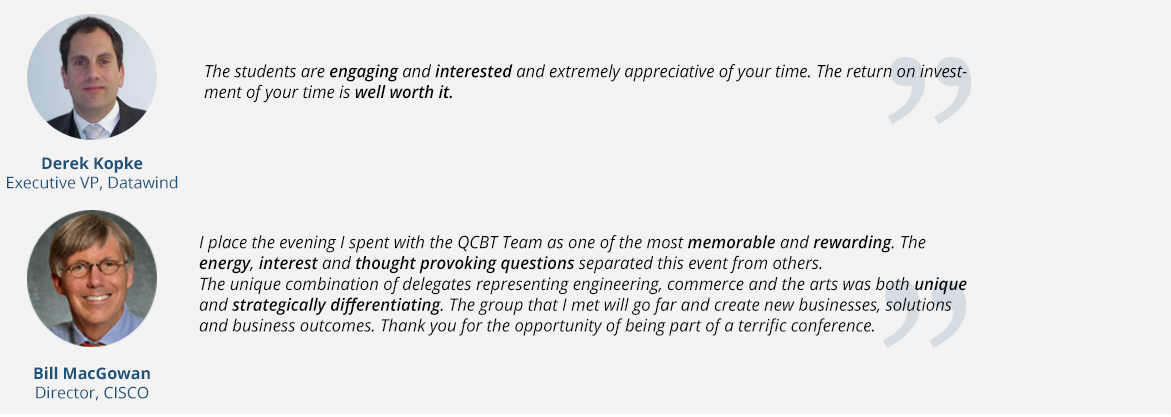 The students are engaging and interested and extremely appreciative of your time. The return on invest-
ment of your time is well worth it.
Derek Kopke
Executive VP, Datawind
I place the evening I spent with the QCBT Team as one of the most memorable and rewarding. The
energy, interest and thought provoking questions separated this event from others.
The unique combination of delegates representing engineering, commerce and the arts was both unique
and strategically differentiating. The group that I met will go far and create new businesses, solutions
and business outcomes. Thank you for the opportunity of being part of a terrific conference.
Bill MacGowan
Director, CISCO